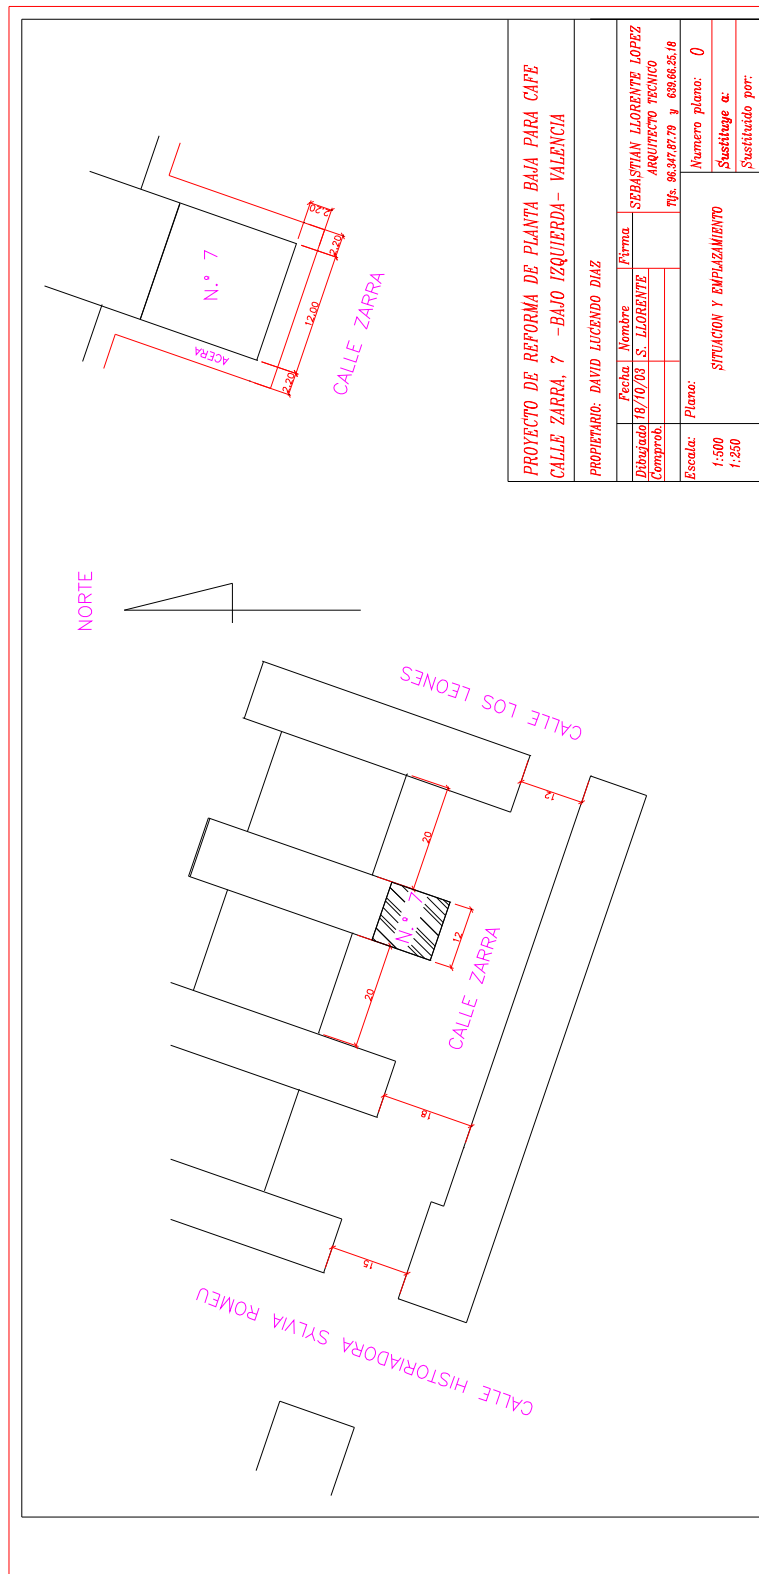 PROYECTO DE REFORMA DE PLANTA BAJA PARA CAFE
CALLE ZARRA, 7 -BAJO IZQUIERDA- VALENCIA
PROPIETARIO: DAVID LUCENDO DIAZ
Fecha Nombre Firma
Dibujado 18/10/03 S. LLORENTE
Comprob.
SEBASTIAN LLORENTE LOPEZ
ARQUITECTO TECNICO
Tlfs. 96.347.87.79 y 639.66.25.18
Escala:
1:500
1:250
Plano:
SITUACION Y EMPLAZAMIENTO
Numero plano: 0
Sustituye a:
Sustituido por:
N.º 7
ACERA
2.20
12.00
2.20
2.20
CALLE ZARRA
NORTE
CALLE LOS LEONES
12
20
N.º 7
12
20
CALLE ZARRA
18
15
CALLE HISTORIADORA SYLVIA ROMEU